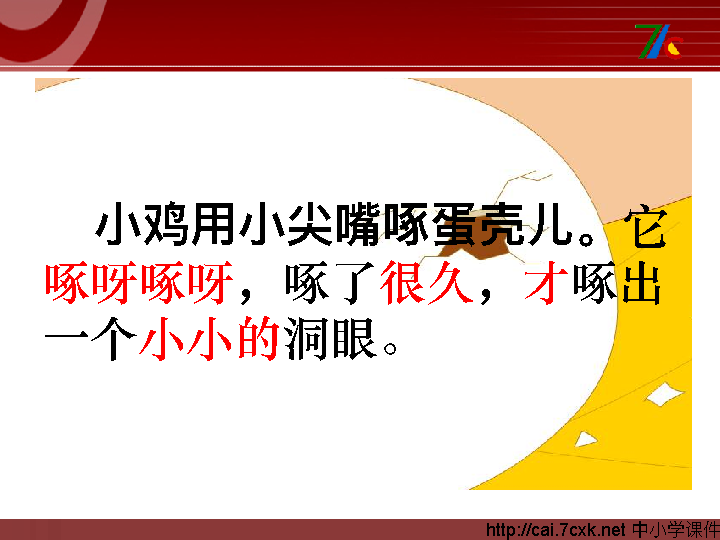 小鸡用小尖嘴啄蛋壳儿。它
啄呀啄呀，啄了很久，才啄出
一个小小的洞眼。
http://cai.7cxk.net 中小学课件